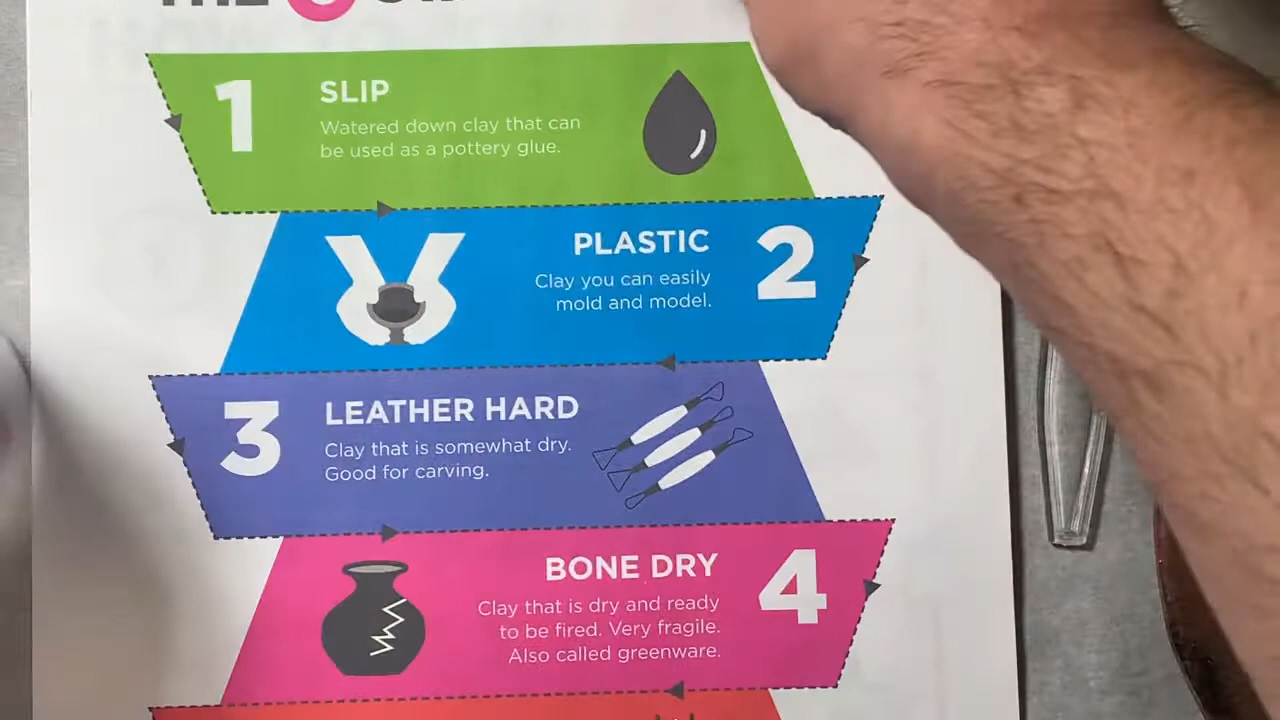 THE
1
SLIP
Watered down clay that can
be used as a pottery glue.
PLASTIC
2
Clay you can easily
mold and model.
3
LEATHER HARD
Clay that is somewhat dry.
Good for carving.
BONE DRY
4
Clay that is dry and ready
to be fired. Very fragile.
Also called greenware.